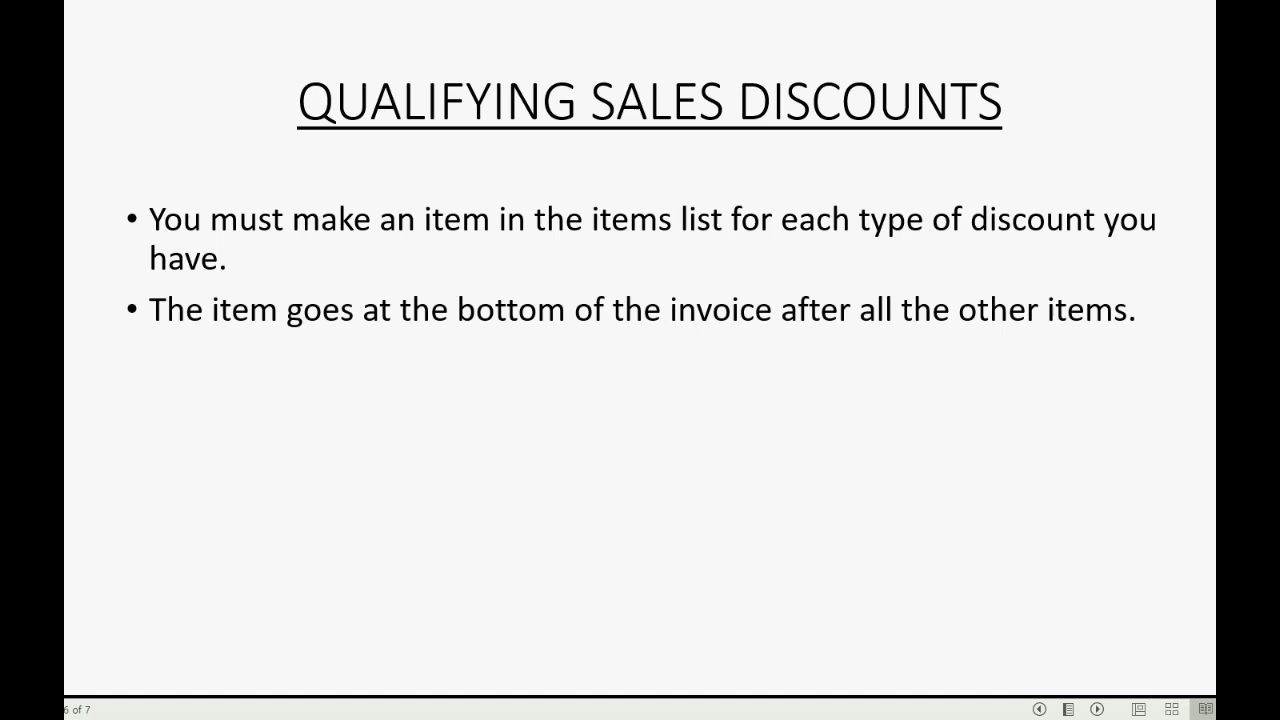 QUALIFYING SALES DISCOUNTS
• You must make an item in the items list for each type of discount you
have.
• The item goes at the bottom of the invoice after all the other items.
6 of 7